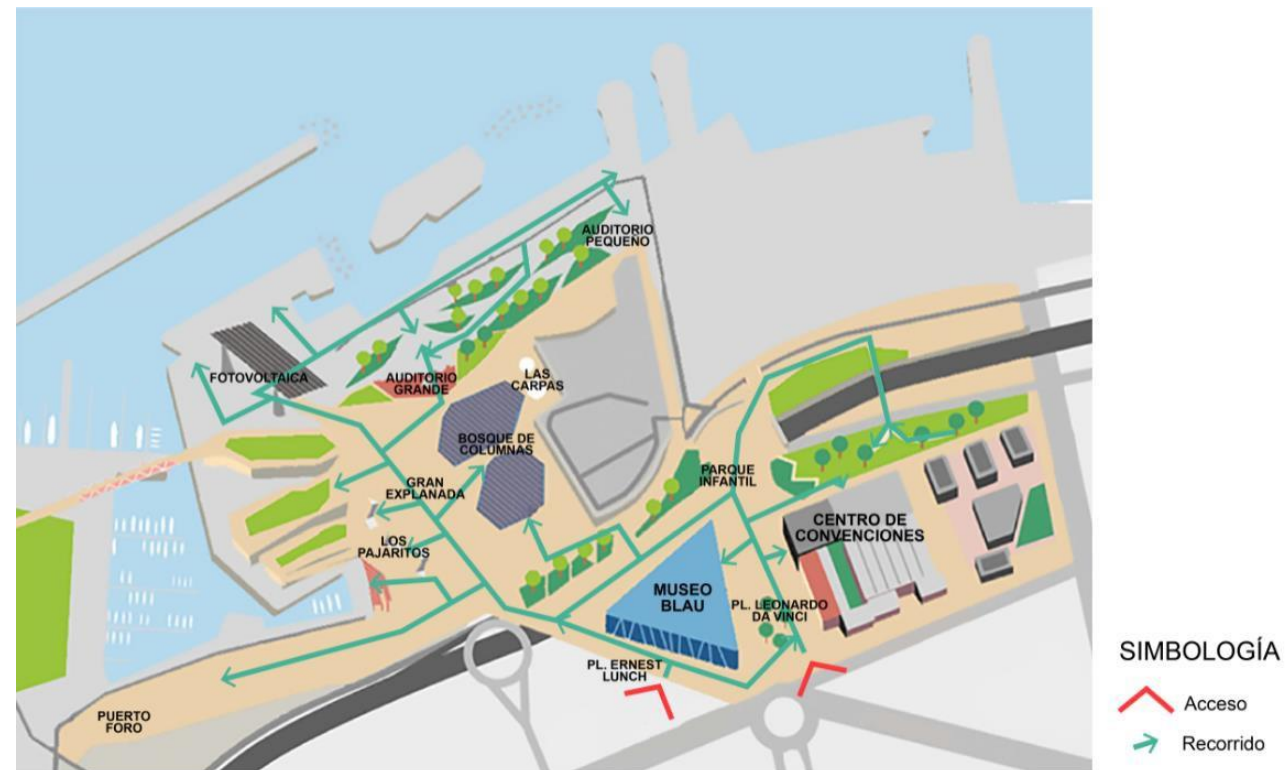 AUDITORIO
PEQUEÑO
FOTOVOLTAICA
AUDITORIO
GRANDE
LAS
CARPAS
BOSQUE DE
COLUMNAS
GRAN
EXPLANADA
PARQUE
INFANTIL
CENTRO DE
CONVENCIONES
LOS
PAJARITOS
MUSEO
BLAU
PL. LEONARDO
DA VINCI
PL. ERNEST
LUNCH
PUERTO
FORO
SIMBOLOGÍA
Acceso
Recorrido